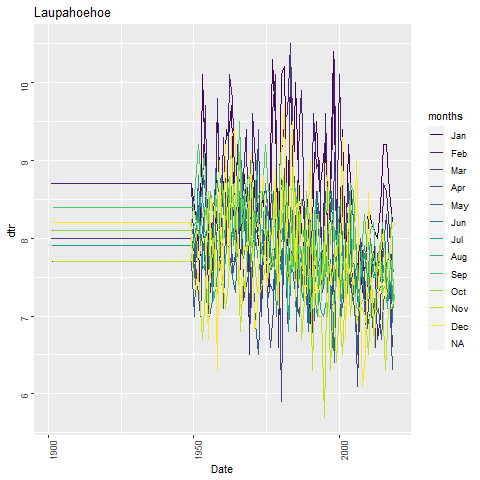 Laupahoehoe
10
9
8
7
6
dtr
1900
1950
2000
Date
months
Jan
Feb
Mar
Apr
May
Jun
Jul
Aug
Sep
Oct
Nov
Dec
NA